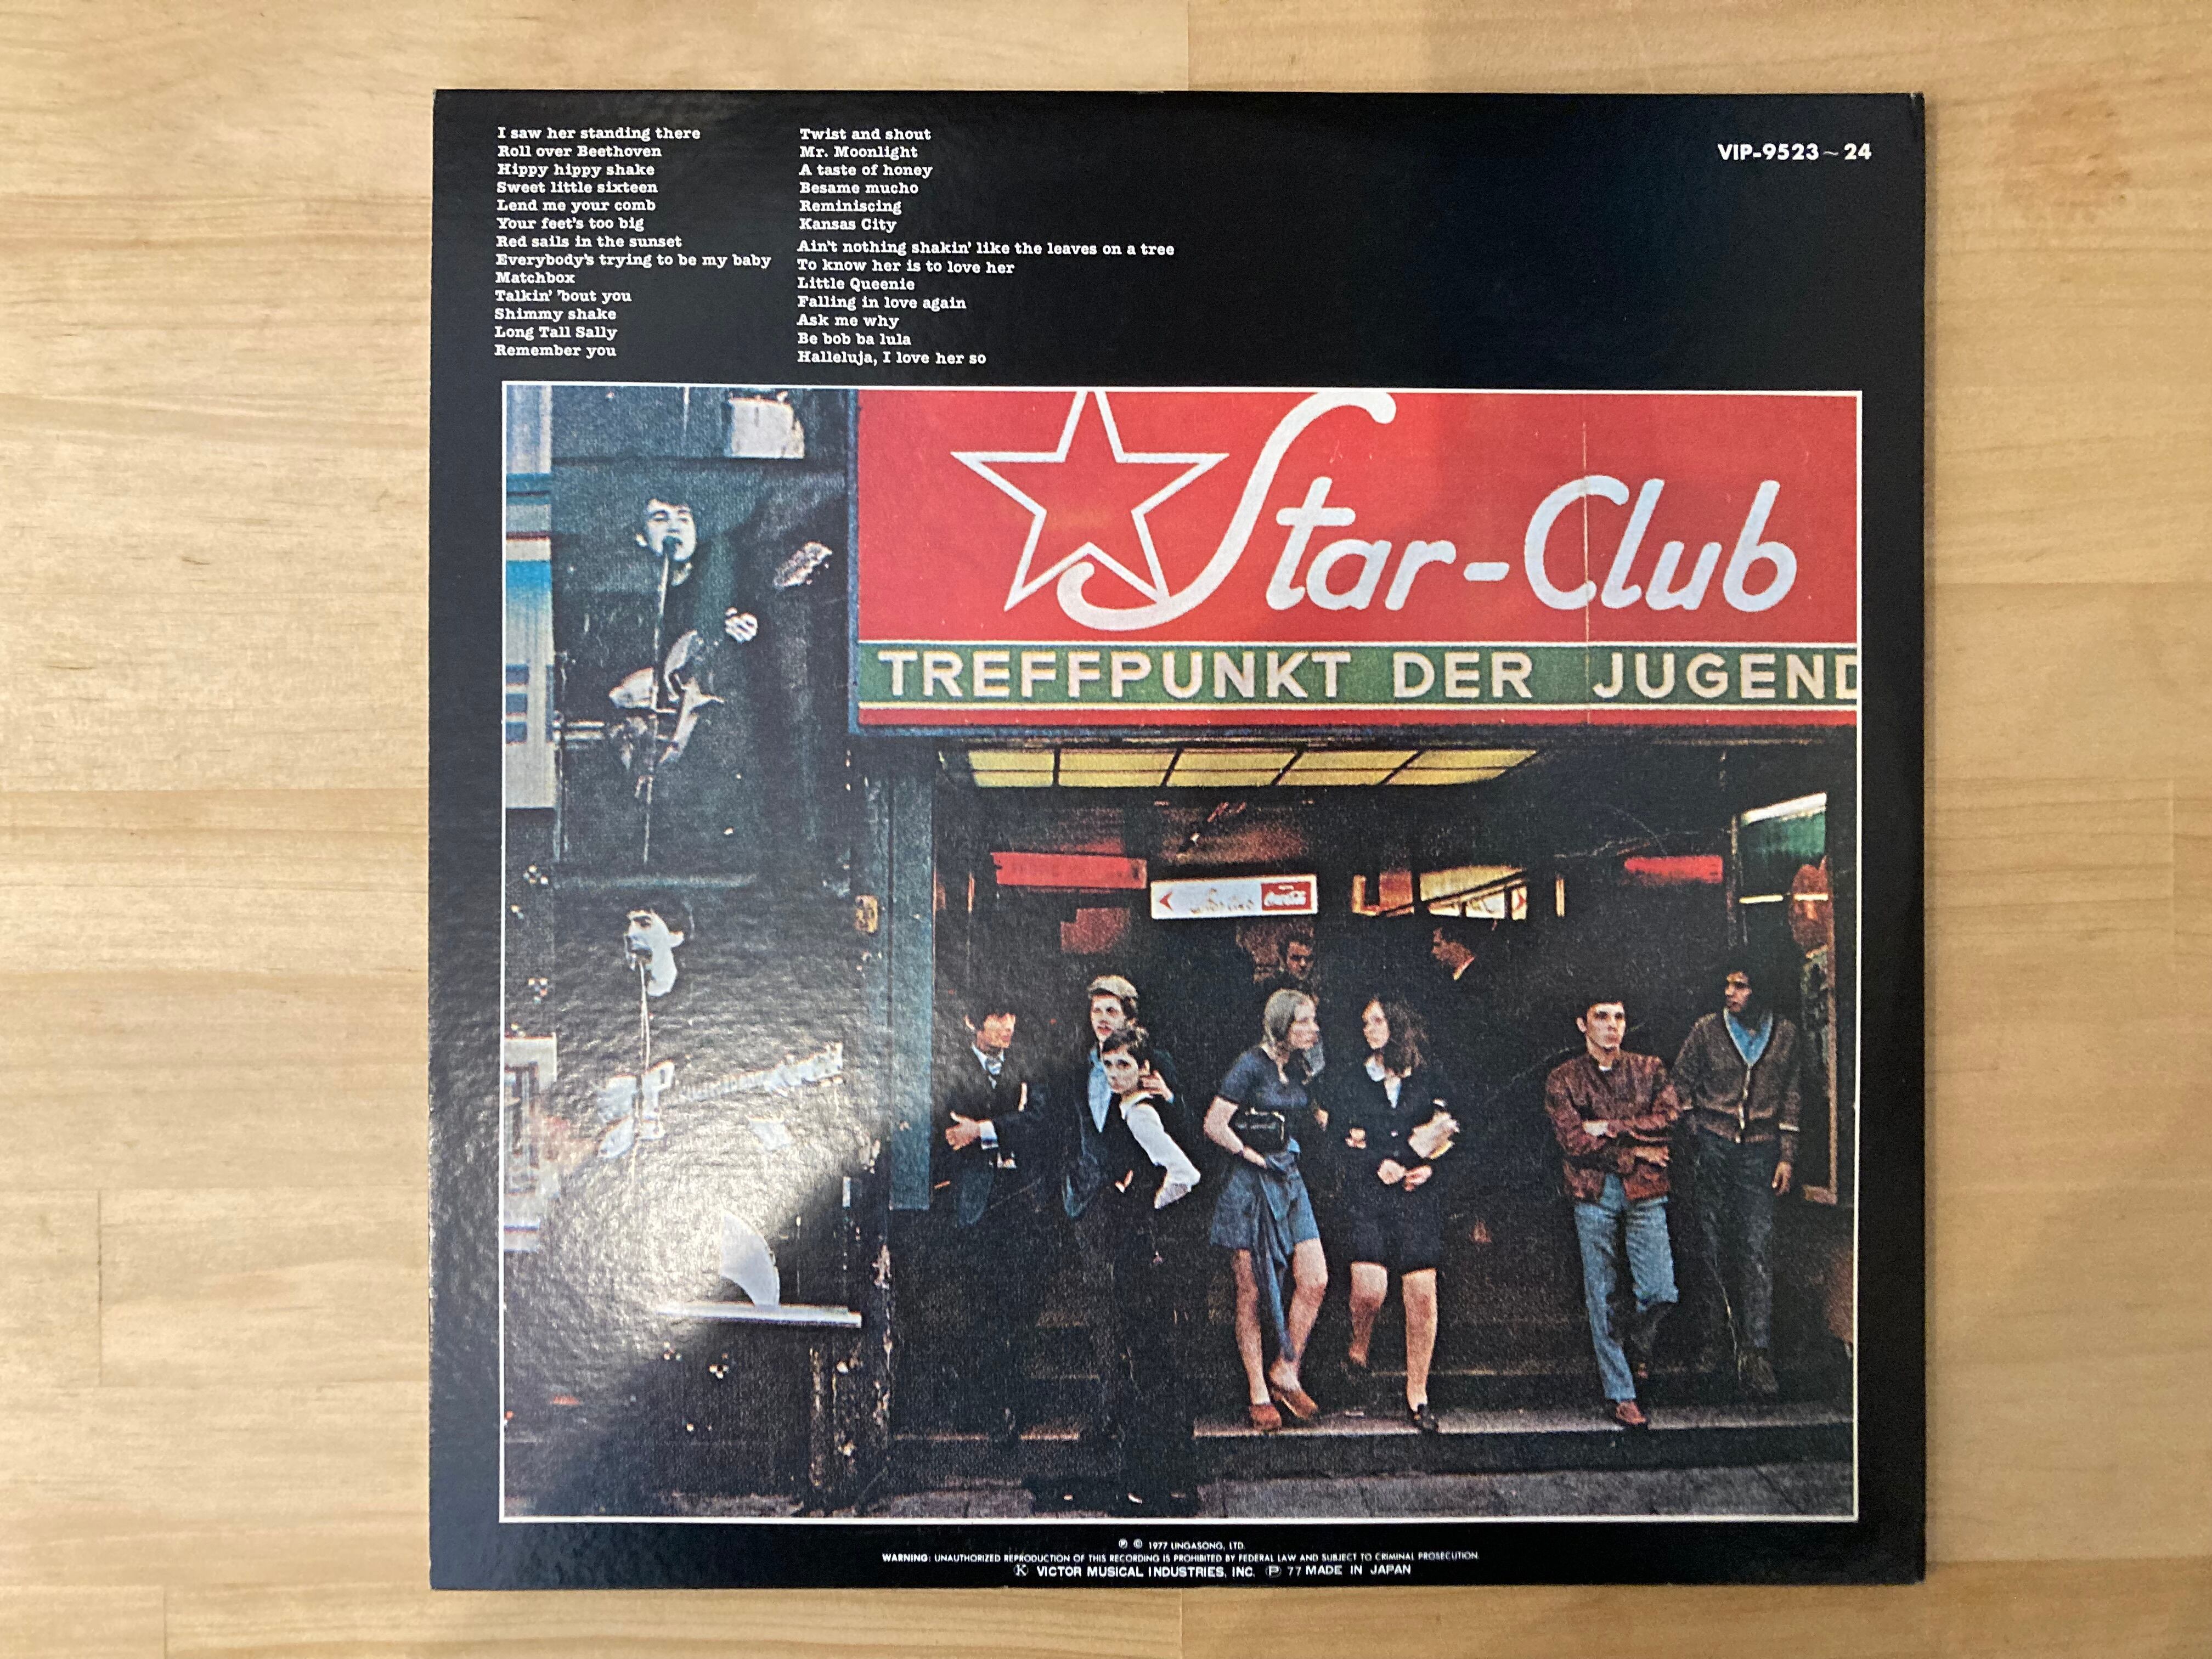 I saw her standing there
Roll over Beethoven
Hippy hippy shake
Sweet little sixteen
Lend me your comb
Your feet's too big
Red sails in the sunset
Everybody's trying to be my baby
Matchbox
Talkin' 'bout you
Shimmy shake
Long Tall Sally
Remember you
Twist and shout
Mr. Moonlight
A taste of honey
Besame mucho
Reminiscing
Kansas City
Ain't nothing shakin' like the leaves on a tree
To know her is to love her
Little Queenie
Falling in love again
Ask me why
Be bob ba lula
Halleluja, I love her so
VIP-9523~24
Star-Club
TREFFPUNKT DER JUGEND
Coca-Cola
℗ © 1977 LINGASONG, LTD.
WARNING: UNAUTHORIZED REPRODUCTION OF THIS RECORDING IS PROHIBITED BY FEDERAL LAW AND SUBJECT TO CRIMINAL PROSECUTION.
Ⓚ VICTOR MUSICAL INDUSTRIES, INC. ℗ 77 MADE IN JAPAN